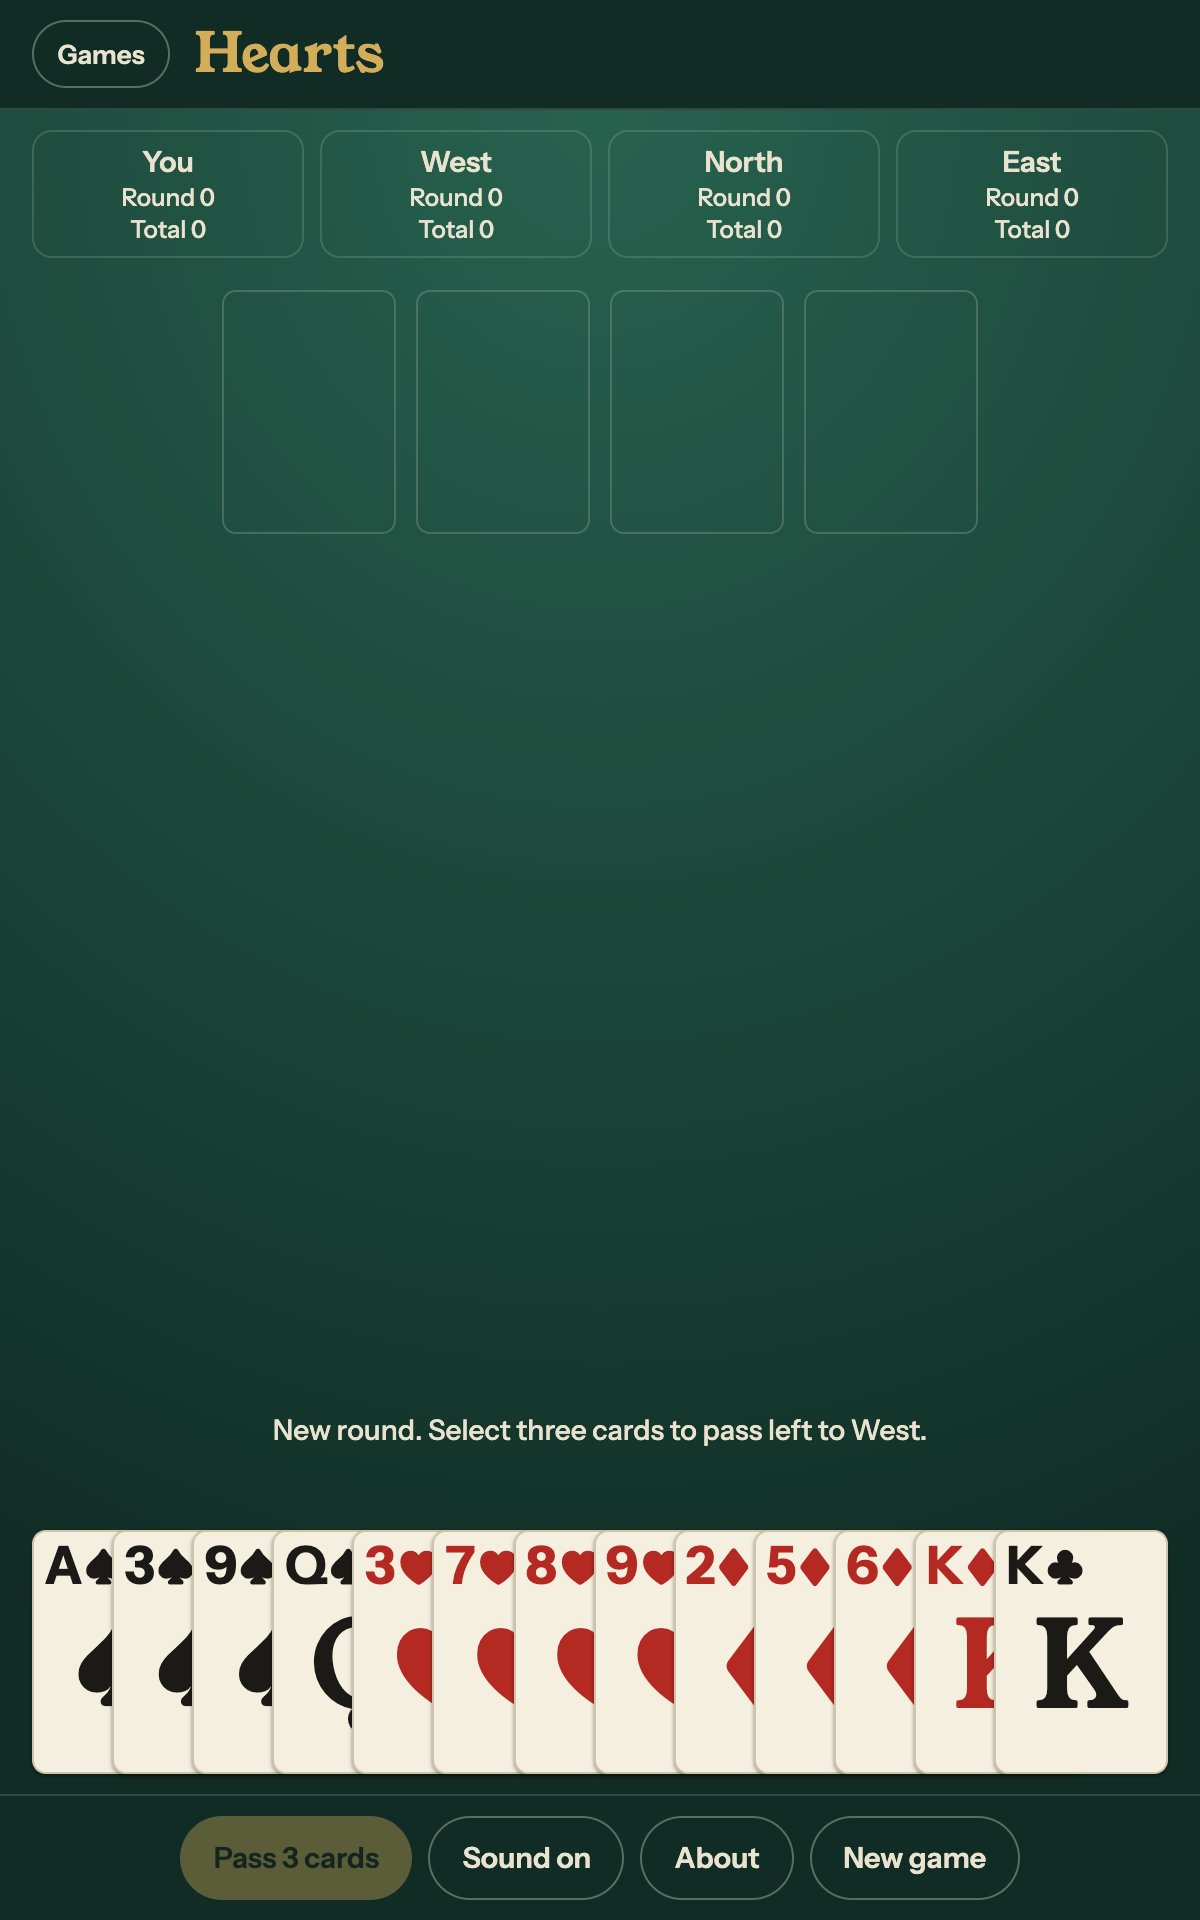 Games
Hearts
You
Round 0
Total 0
West
Round 0
Total 0
North
Round 0
Total 0
East
Round 0
Total 0
New round. Select three cards to pass left to West.
A♠ 3♠ 9♠ Q♠ 3♥ 7♥ 8♥ 9♥ 2♦ 5♦ 6♦ K♦ K♣
Q K K
Pass 3 cards
Sound on
About
New game